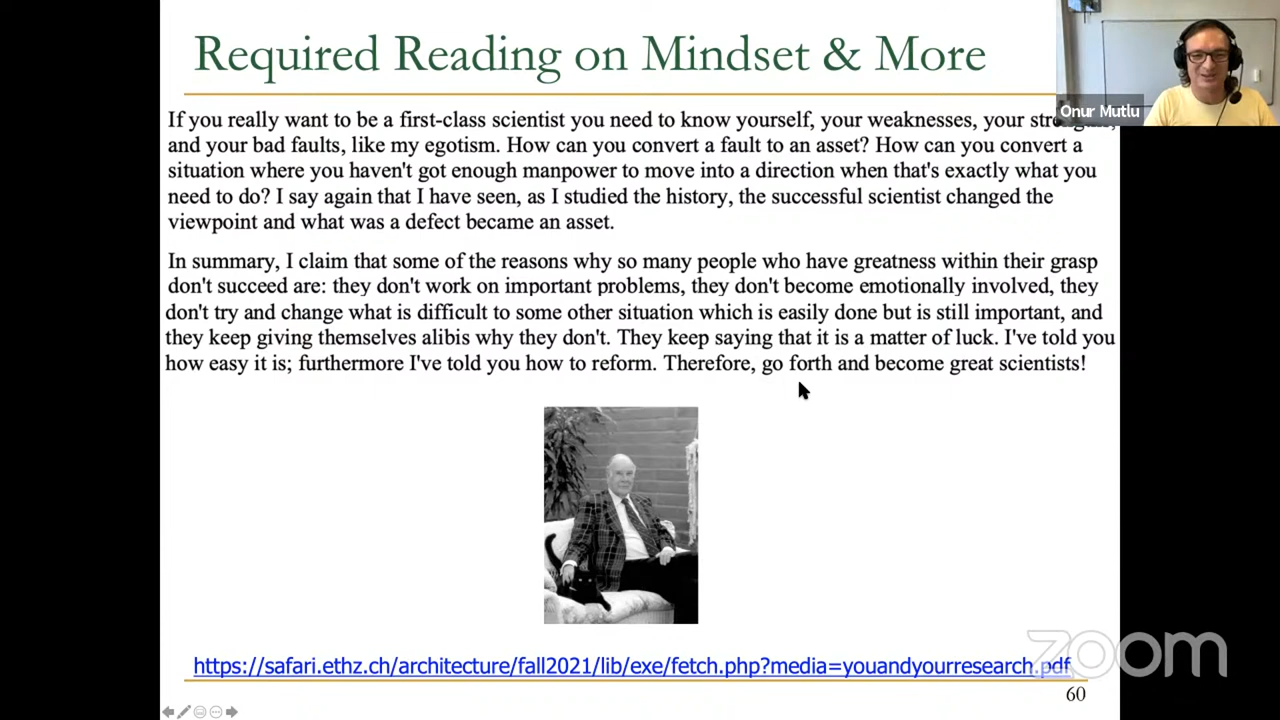 Required Reading on Mindset & More
Onur Mutlu
If you really want to be a first-class scientist you need to know yourself, your weaknesses, your
and your bad faults, like my egotism. How can you convert a fault to an asset? How can you convert a
situation where you haven't got enough manpower to move into a direction when that's exactly what you
need to do? I say again that I have seen, as I studied the history, the successful scientist changed the
viewpoint and what was a defect became an asset.
In summary, I claim that some of the reasons why so many people who have greatness within their grasp
don't succeed are: they don't work on important problems, they don't become emotionally involved, they
don't try and change what is difficult to some other situation which is easily done but is still important, and
they keep giving themselves alibis why they don't. They keep saying that it is a matter of luck. I've told you
how easy it is; furthermore I've told you how to reform. Therefore, go forth and become great scientists!
https://safari.ethz.ch/architecture/fall2021/lib/exe/fetch.php?media=youandyourresearch.pdf
zoom
60